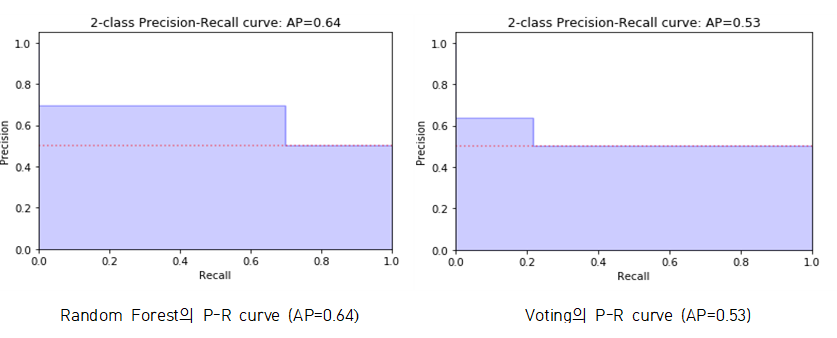 2-class Precision-Recall curve: AP=0.64
1.0
0.8
0.6
0.4
0.2
0.0
Precision
0.0 0.2 0.4 0.6 0.8 1.0
Recall
Random Forest의 P-R curve (AP=0.64)
2-class Precision-Recall curve: AP=0.53
1.0
0.8
0.6
0.4
0.2
0.0
Precision
0.0 0.2 0.4 0.6 0.8 1.0
Recall
Voting의 P-R curve (AP=0.53)